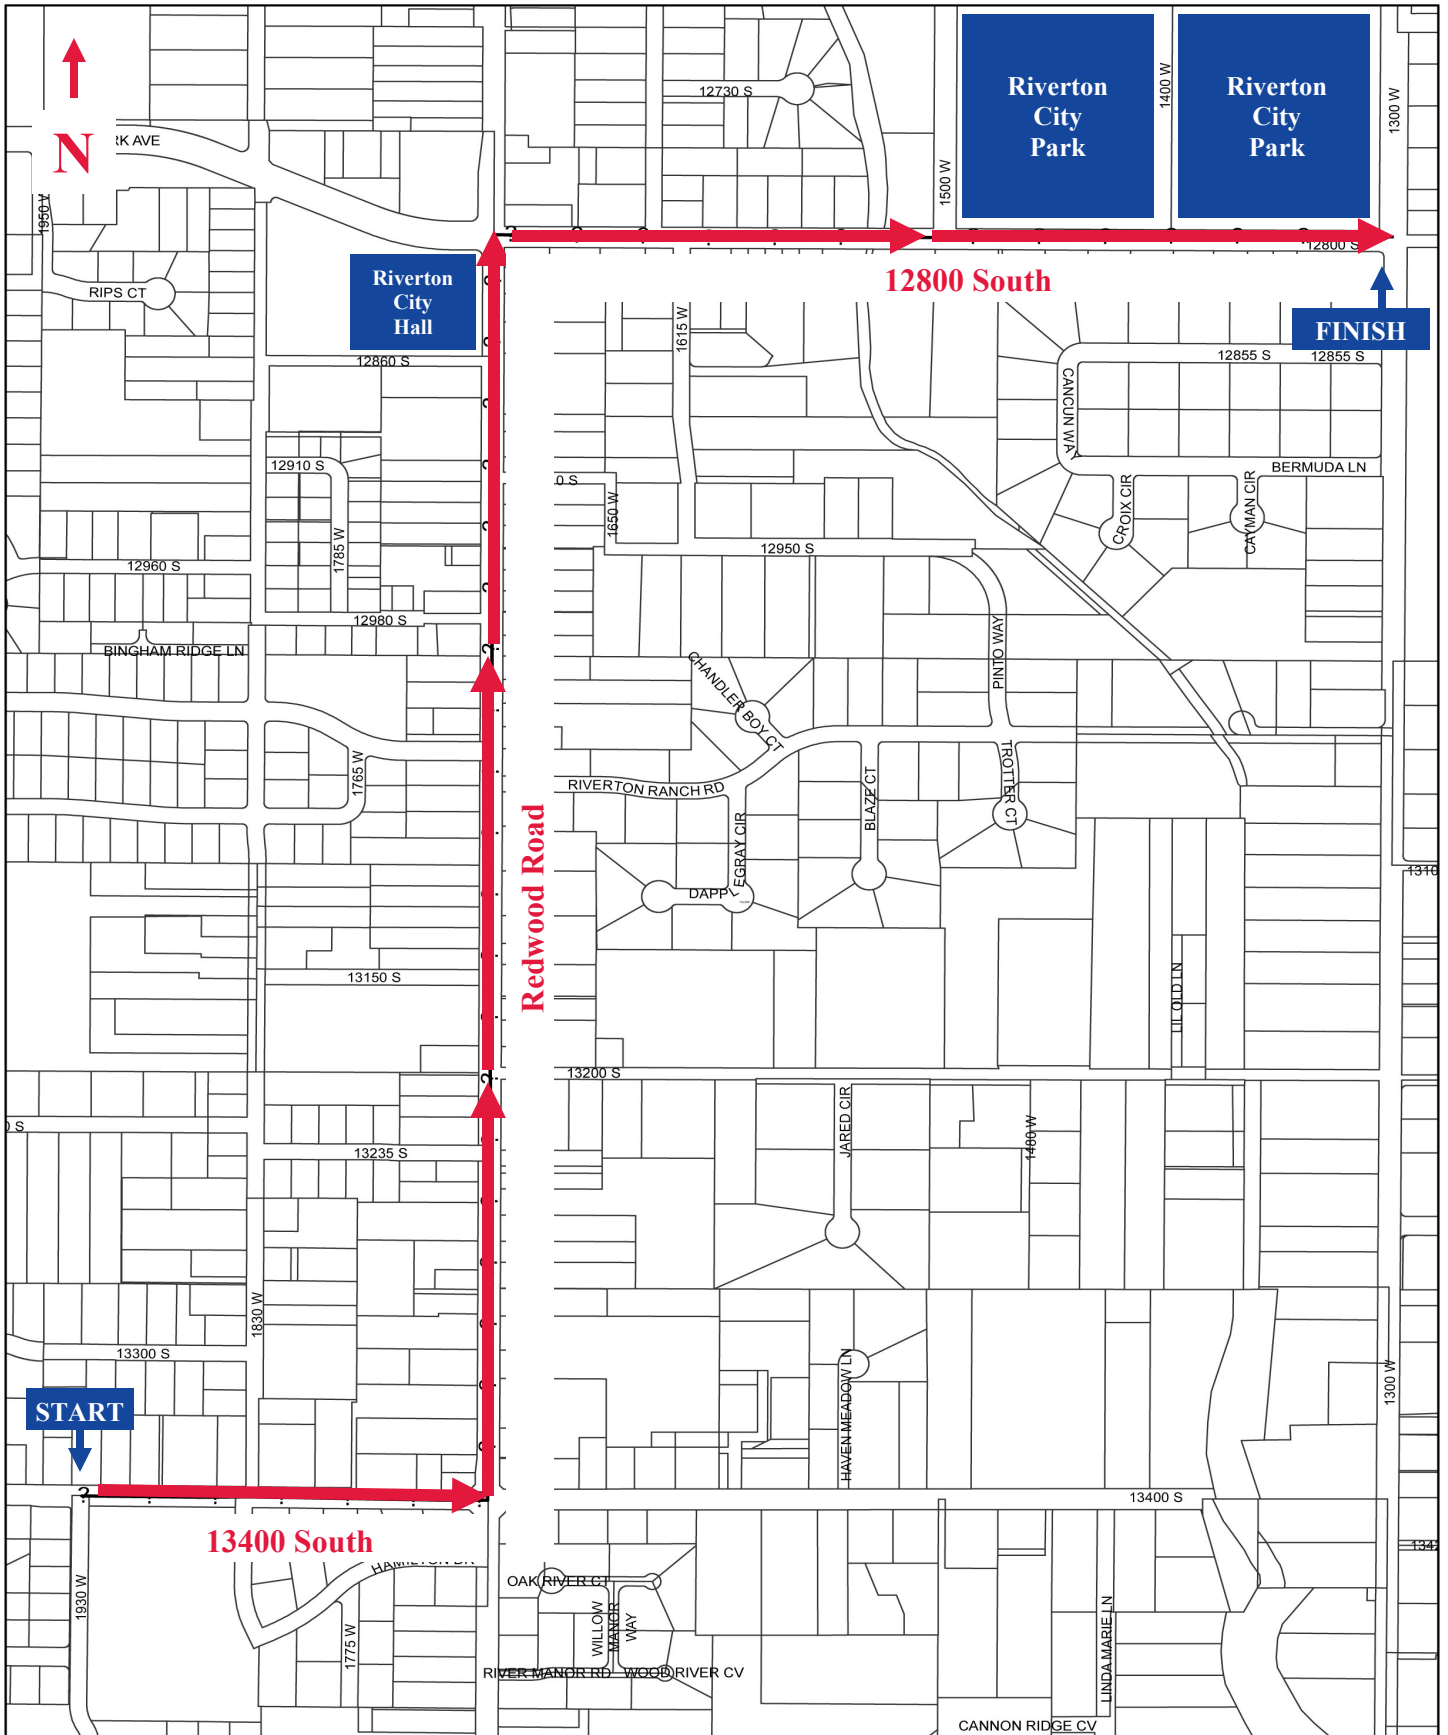 Riverton
City
Park
Riverton
City
Park
1400 W
1300 W
12730 S
RK AVE
N
1500 W
1950 W
12800 S
12800 South
Riverton
City
Hall
RIPS CT
FINISH
1615 W
12860 S
12855 S
12855 S
CANCUN WAY
12910 S
BERMUDA LN
0 S
1650 W
CROIX CIR
CAYMAN CIR
1785 W
12950 S
12960 S
12980 S
BINGHAM RIDGE LN
PINTO WAY
CHANDLER BOY CT
1765 W
RIVERTON RANCH RD
BLAZE CT
TROTTER CT
Redwood Road
EGRAY CIR
DAPPL
1310
13150 S
LIL OLD LN
13200 S
JARED CIR
1480 W
0 S
13235 S
1830 W
13300 S
HAVEN MEADOW LN
1300 W
START
13400 S
13400 South
HAMILTON DR
134
OAK RIVER CT
1930 W
WILLOW
MANOR
WAY
1775 W
LINDA MARIE LN
RIVER MANOR RD
WOOD RIVER CV
CANNON RIDGE CV